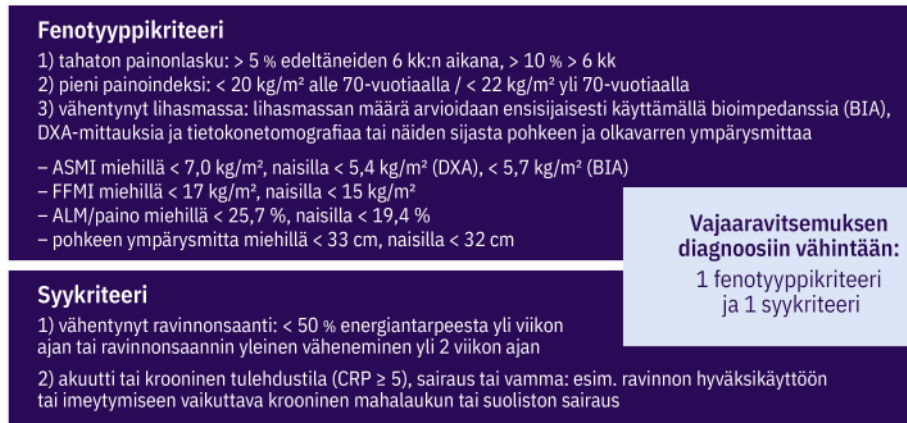 Fenotyyppikriteeri
1) tahaton painonlasku: > 5 % edeltäneiden 6 kk:n aikana, > 10 % > 6 kk
2) pieni painoindeksi: < 20 kg/m² alle 70-vuotiaalla / < 22 kg/m² yli 70-vuotiaalla
3) vähentynyt lihasmassa: lihasmassan määrä arvioidaan ensisijaisesti käyttämällä bioimpedanssia (BIA),
DXA-mittauksia ja tietokonetomografiaa tai näiden sijasta pohkeen ja olkavarren ympärysmittaa
– ASMI miehillä < 7,0 kg/m², naisilla < 5,4 kg/m² (DXA), < 5,7 kg/m² (BIA)
– FFMI miehillä < 17 kg/m², naisilla < 15 kg/m²
– ALM/paino miehillä < 25,7 %, naisilla < 19,4 %
– pohkeen ympärysmitta miehillä < 33 cm, naisilla < 32 cm
Vajaaravitsemuksen
diagnoosiin vähintään:
1 fenotyyppikriteeri
ja 1 syykriteeri
Syykriteeri
1) vähentynyt ravinnonsaanti: < 50 % energiantarpeesta yli viikon
ajan tai ravinnonsaannin yleinen väheneminen yli 2 viikon ajan
2) akuutti tai krooninen tulehdustila (CRP ≥ 5), sairaus tai vamma: esim. ravinnon hyväksikäyttöön
tai imeytymiseen vaikuttava krooninen mahalaukun tai suoliston sairaus